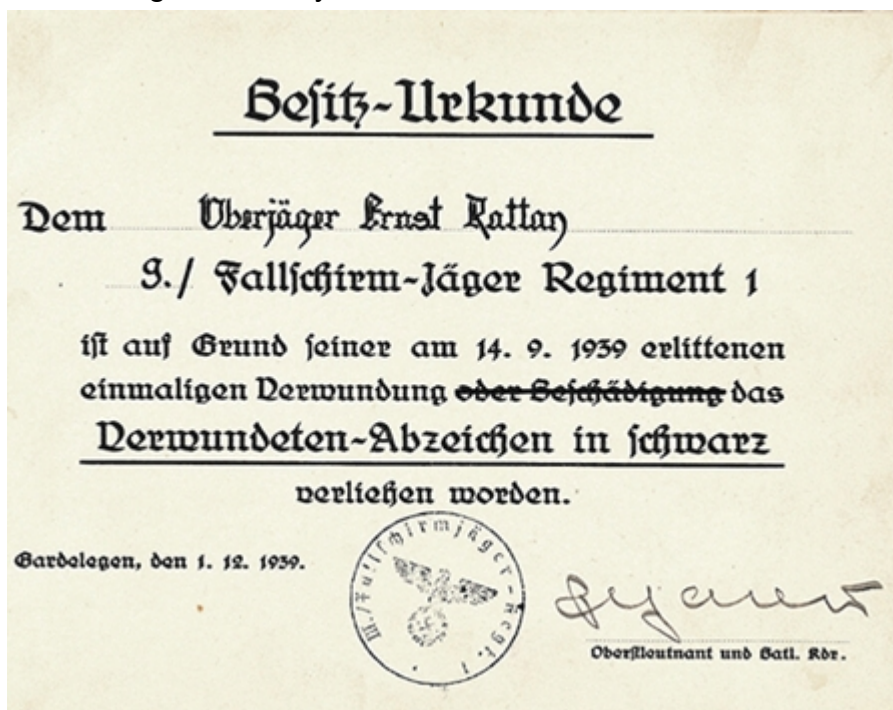 Besitz-Urkunde
Dem Oberjäger Ernst
9./ Fallschirm-Jäger Regiment 1
ist auf Grund seiner am 14. 9. 1939 erlittenen
einmaligen Verwundung oder Beschädigung das
Verwundeten-Abzeichen in schwarz
verliehen worden.
III./Fallschirmjäger-Regt. 1
Gardelegen, den 1. 12. 1939.
Oberstleutnant und Batl. Kdr.